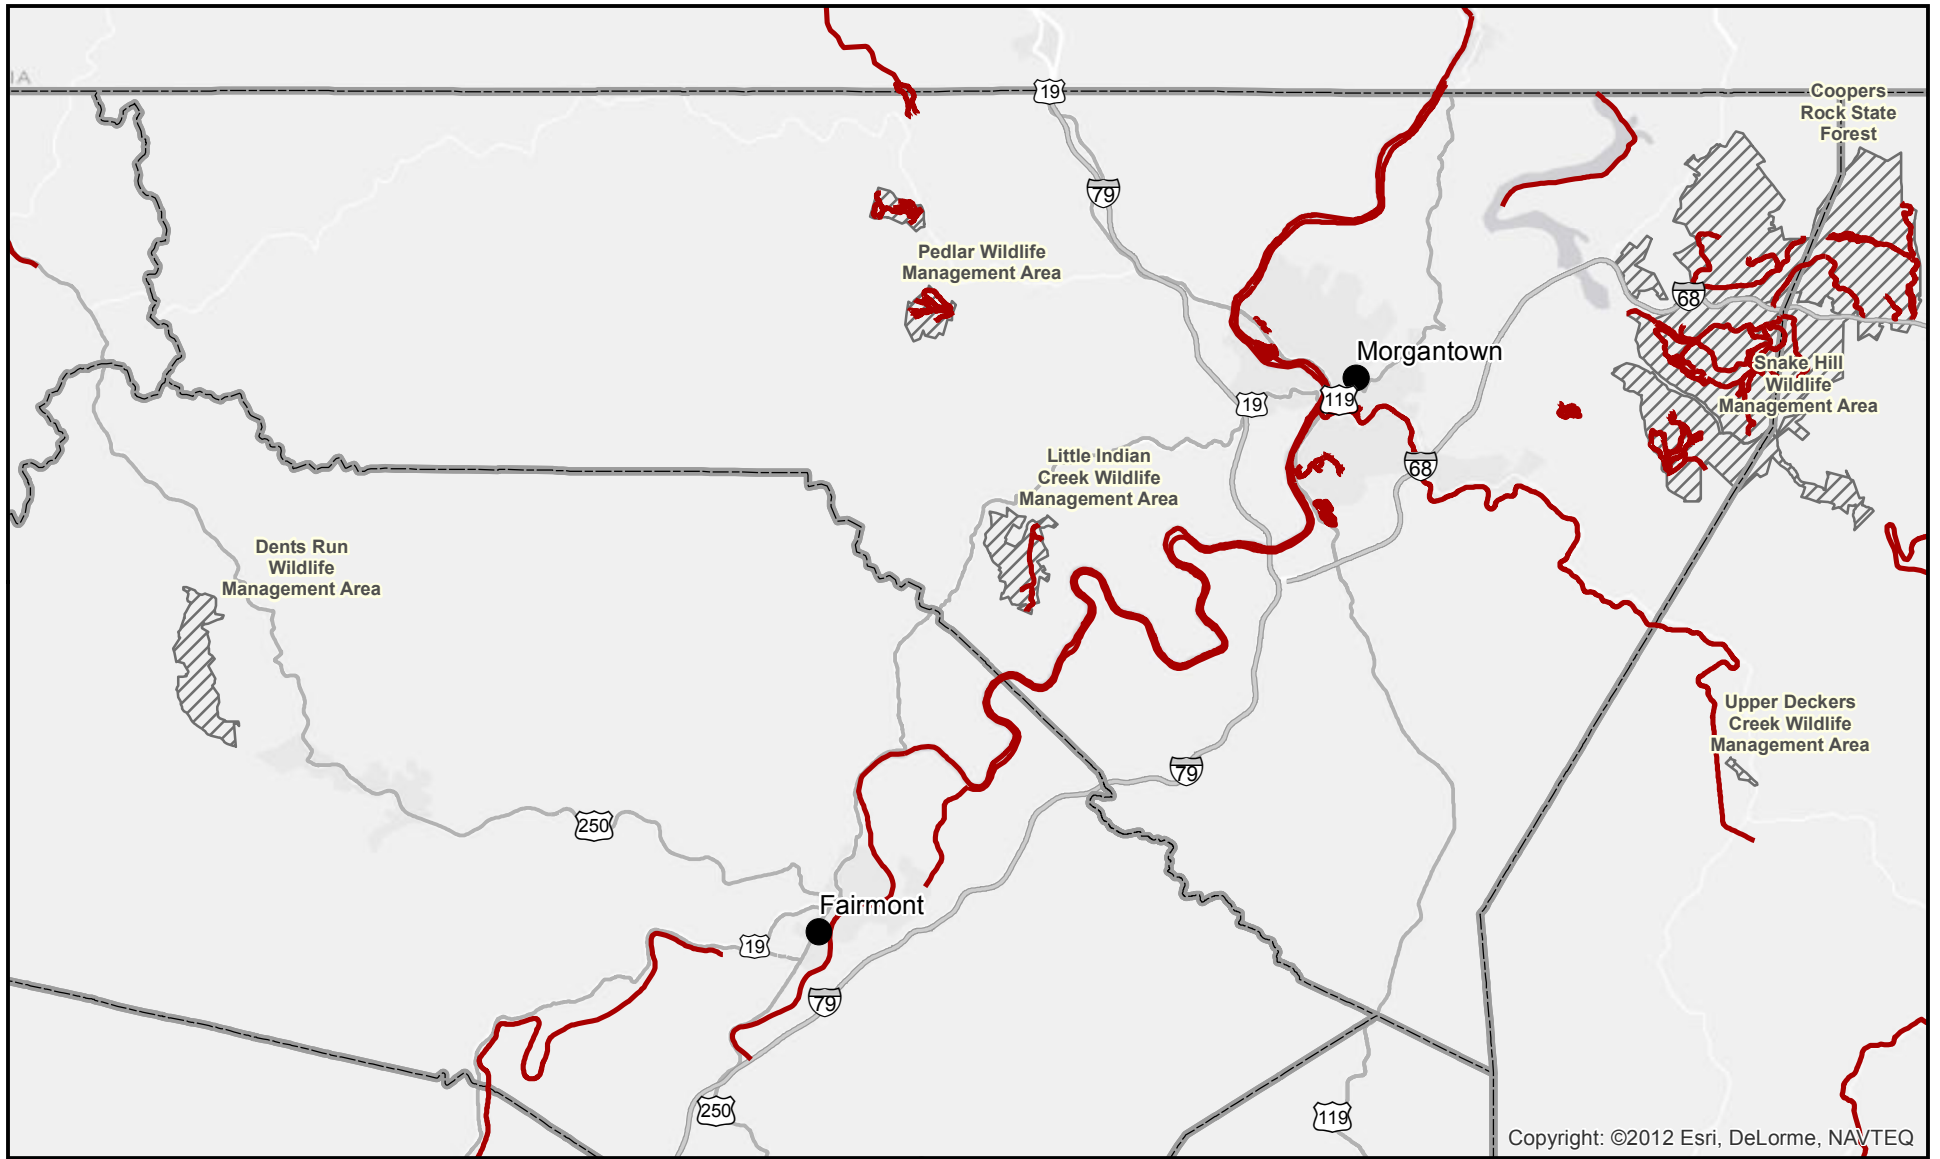 IA
19
Coopers
Rock State
Forest
79
Pedlar Wildlife
Management Area
68
Morgantown
119
19
Snake Hill
Wildlife
Management Area
Little Indian
Creek Wildlife
Management Area
68
Dents Run
Wildlife
Management Area
Upper Deckers
Creek Wildlife
Management Area
79
250
Fairmont
19
79
250
119
Copyright: ©2012 Esri, DeLorme, NAVTEQ